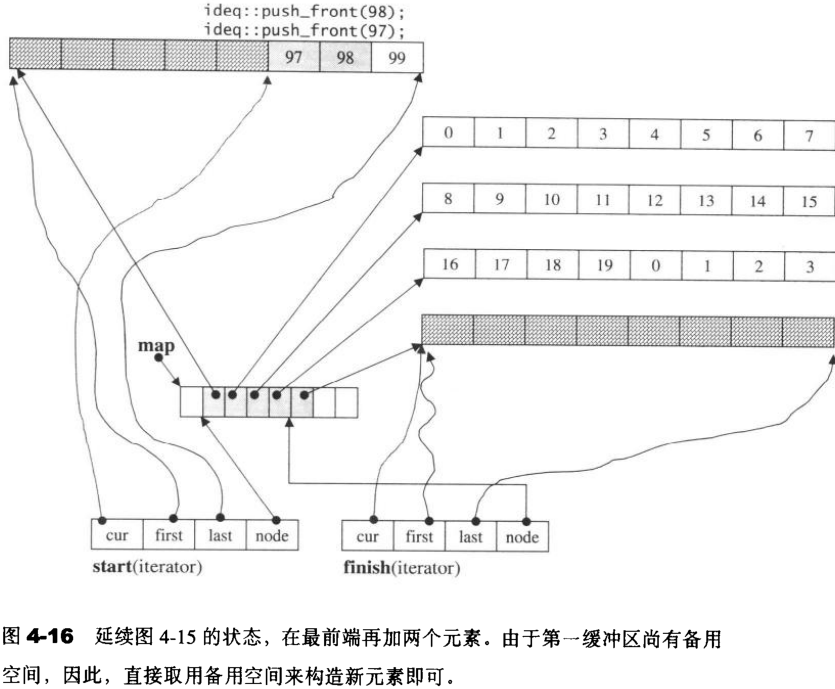 ideq::push_front(98);
ideq::push_front(97);
97 98 99
0 1 2 3 4 5 6 7
8 9 10 11 12 13 14 15
16 17 18 19 0 1 2 3
map
cur first last node
start(iterator)
cur first last node
finish(iterator)
图 4-16 延续图 4-15 的状态，在最前端再加两个元素。由于第一缓冲区尚有备用
空间，因此，直接取用备用空间来构造新元素即可。